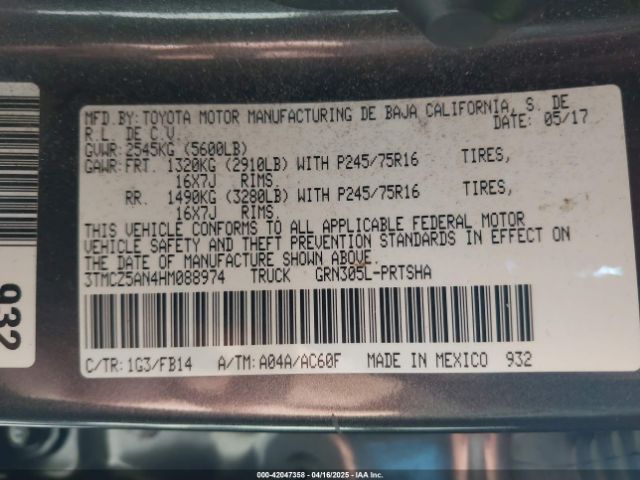 MFD.BY: TOYOTA MOTOR MANUFACTURING DE BAJA CALIFORNIA, S. DE
R.L. DE C.V. DATE: 05/17
GVWR: 2545KG (5600LB)
GAWR: FRT. 1320KG (2910LB) WITH P245/75R16 TIRES,
16X7J RIMS,
RR. 1490KG (3280LB) WITH P245/75R16 TIRES,
16X7J RIMS,
THIS VEHICLE CONFORMS TO ALL APPLICABLE FEDERAL MOTOR
VEHICLE SAFETY AND THEFT PREVENTION STANDARDS IN EFFECT ON
THE DATE OF MANUFACTURE SHOWN ABOVE.
3TMCZ5AN4HM088974 TRUCK GRN305L-PRTSHA
C/TR: 1G3/FB14 A/TM: A04A/AC60F MADE IN MEXICO 932
932
000-42047358 - 04/16/2025 - IAA Inc.